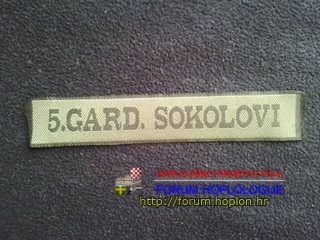 5.GARD. SOKOLOVI
FORUM HOPLOLOGIJE
http://forum.hoplon.hr